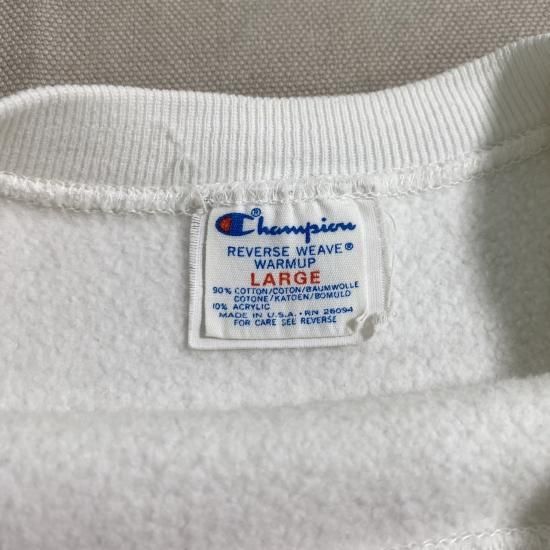 Champion®
REVERSE WEAVE®
WARMUP
LARGE
90% COTTON/COTON/BAUMWOLLE
COTONE/KATOEN/BOMULD
10% ACRYLIC
MADE IN U.S.A. · RN 26094
FOR CARE SEE REVERSE